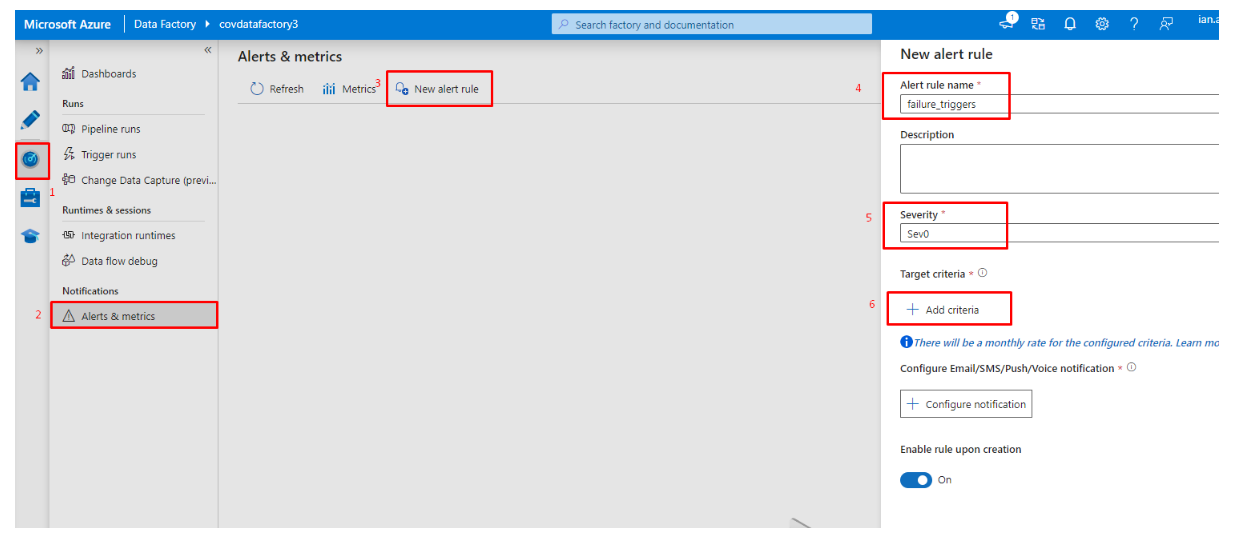 Microsoft Azure Data Factory covdatafactory3 Search factory and documentation 1 ? ian.a
» «
Dashboards
Runs
Pipeline runs
Trigger runs
Change Data Capture (previ...
1
Runtimes & sessions
Integration runtimes
Data flow debug
Notifications
2 Alerts & metrics
Alerts & metrics
Refresh Metrics 3 New alert rule
New alert rule
4 Alert rule name *
failure_triggers
Description
5 Severity *
Sev0
Target criteria *
6 + Add criteria
There will be a monthly rate for the configured criteria. Learn mo
Configure Email/SMS/Push/Voice notification *
+ Configure notification
Enable rule upon creation
On